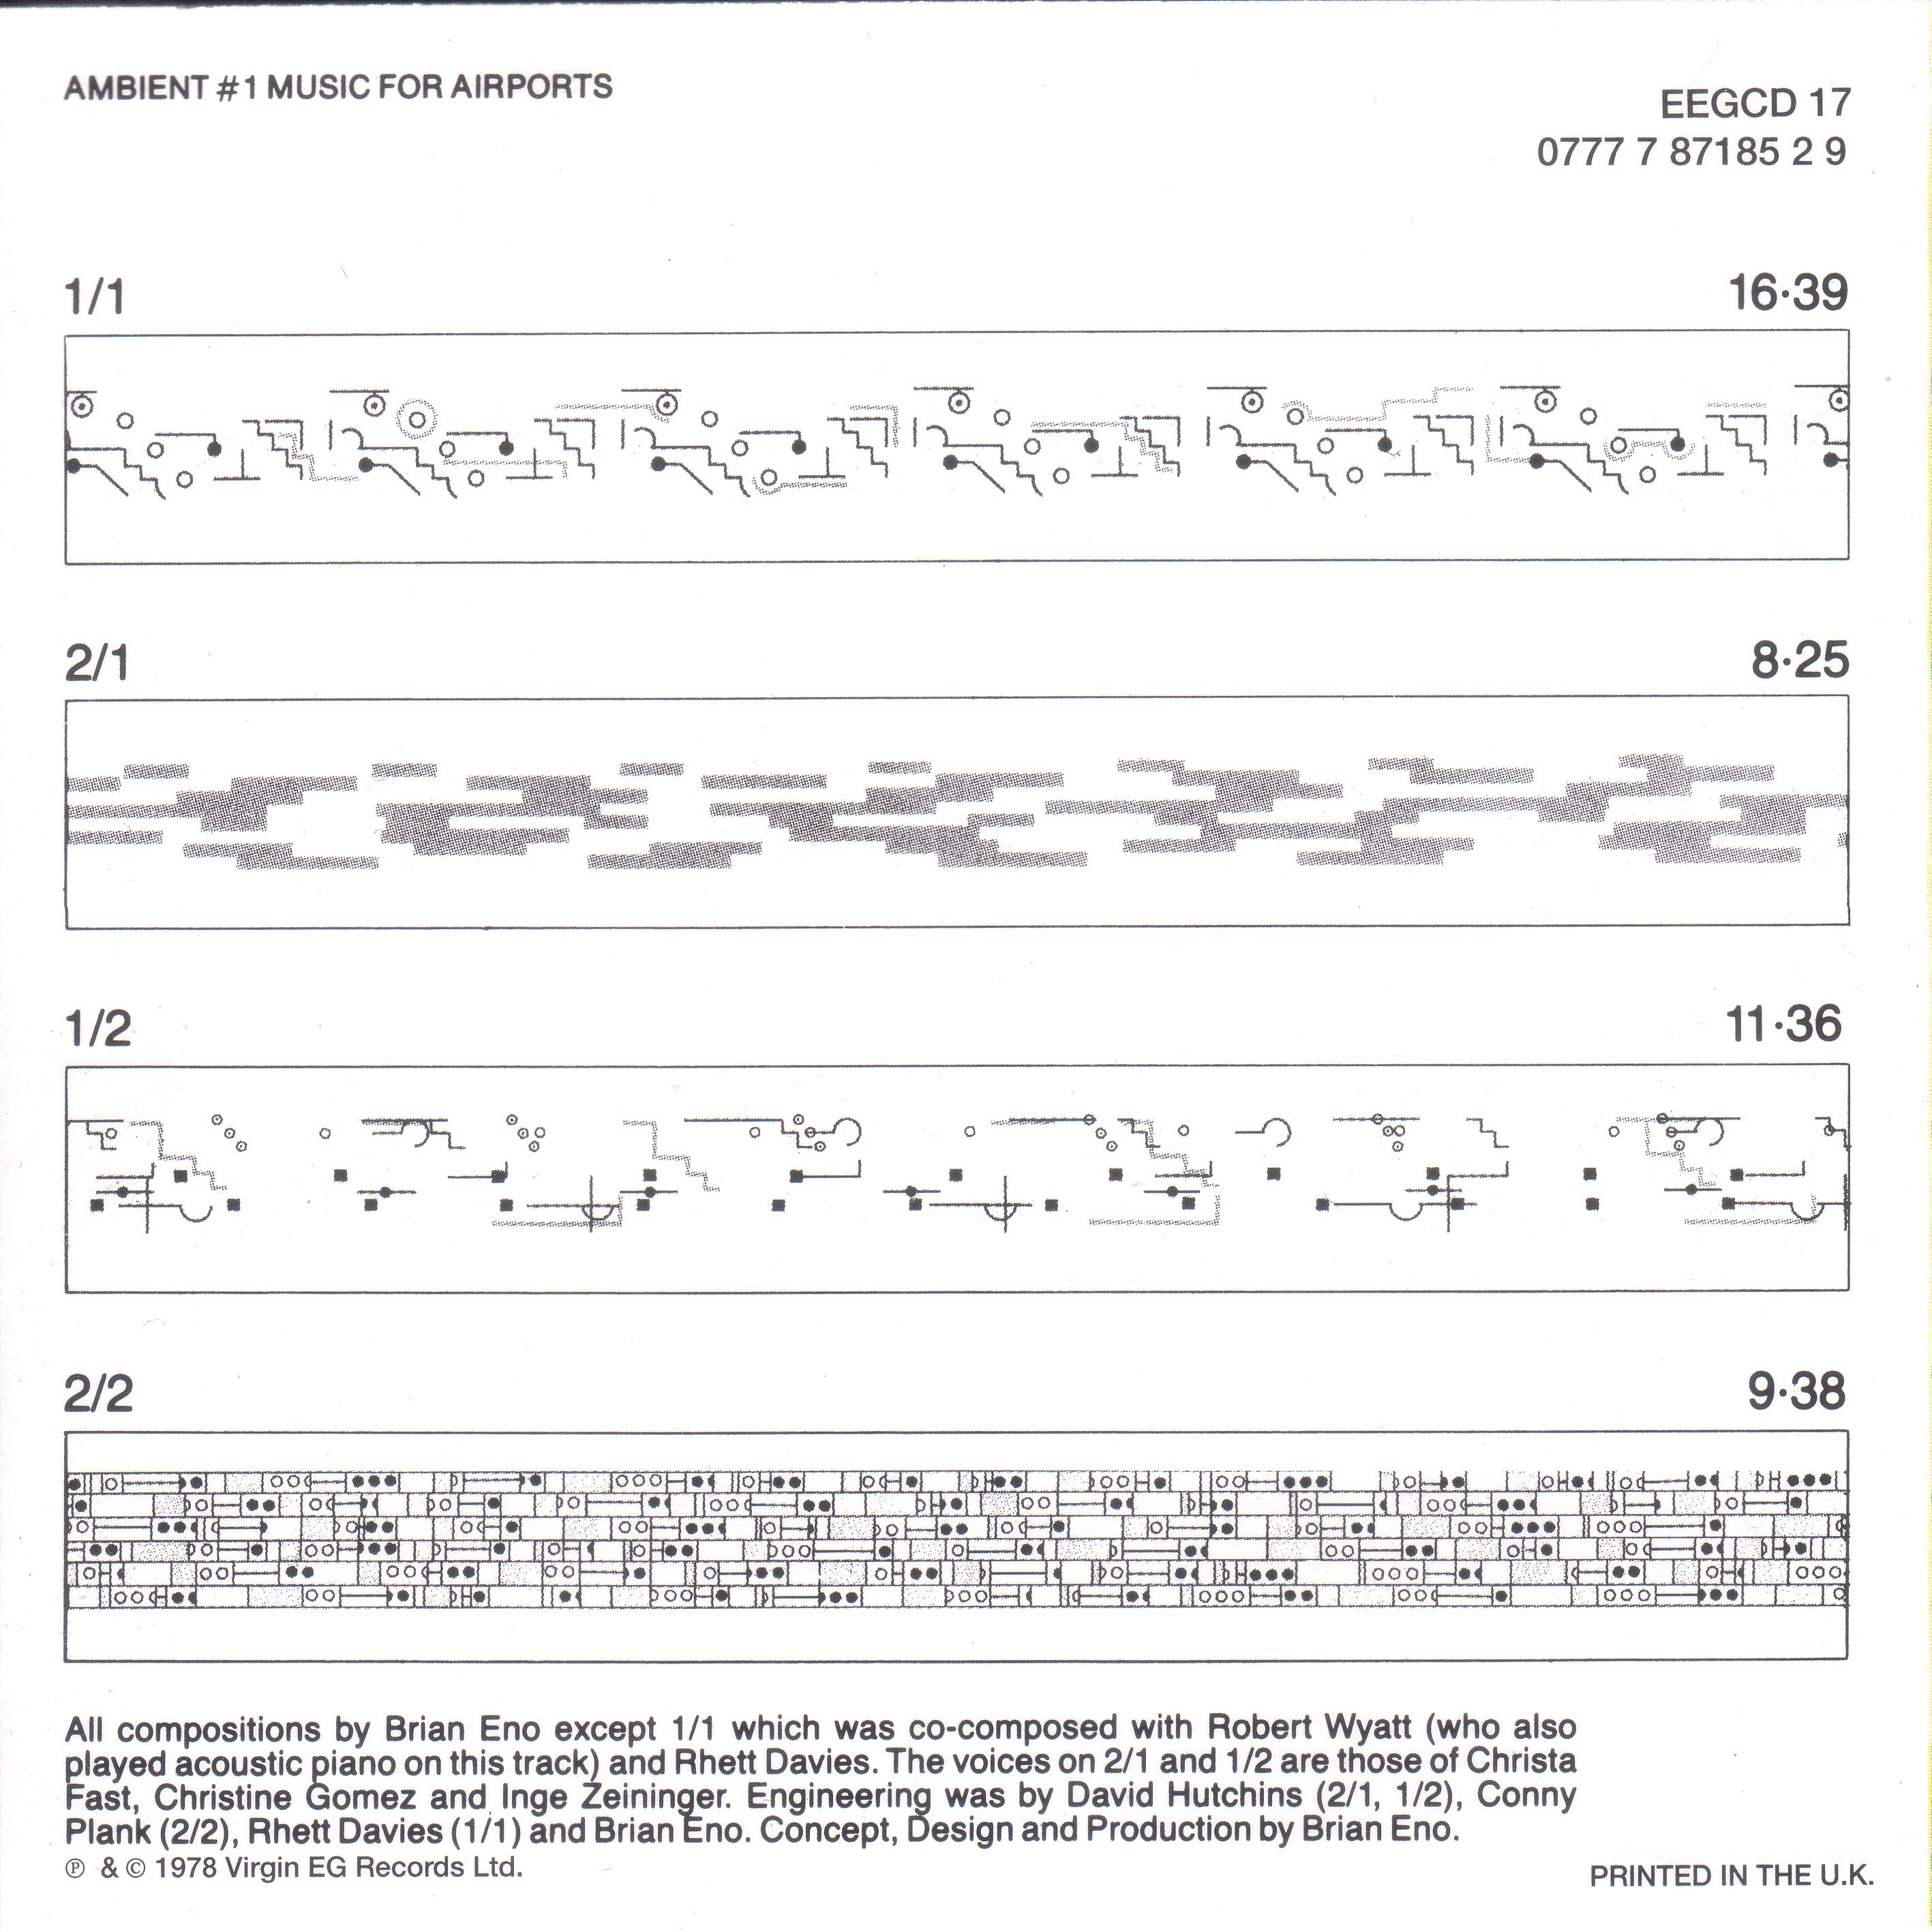 AMBIENT #1 MUSIC FOR AIRPORTS
EEGCD 17
0777 7 87185 2 9
1/1
16·39
2/1
8·25
1/2
11·36
2/2
9·38
All compositions by Brian Eno except 1/1 which was co-composed with Robert Wyatt (who also
played acoustic piano on this track) and Rhett Davies. The voices on 2/1 and 1/2 are those of Christa
Fast, Christine Gomez and Inge Zeininger. Engineering was by David Hutchins (2/1, 1/2), Conny
Plank (2/2), Rhett Davies (1/1) and Brian Eno. Concept, Design and Production by Brian Eno.
℗ & © 1978 Virgin EG Records Ltd.
PRINTED IN THE U.K.